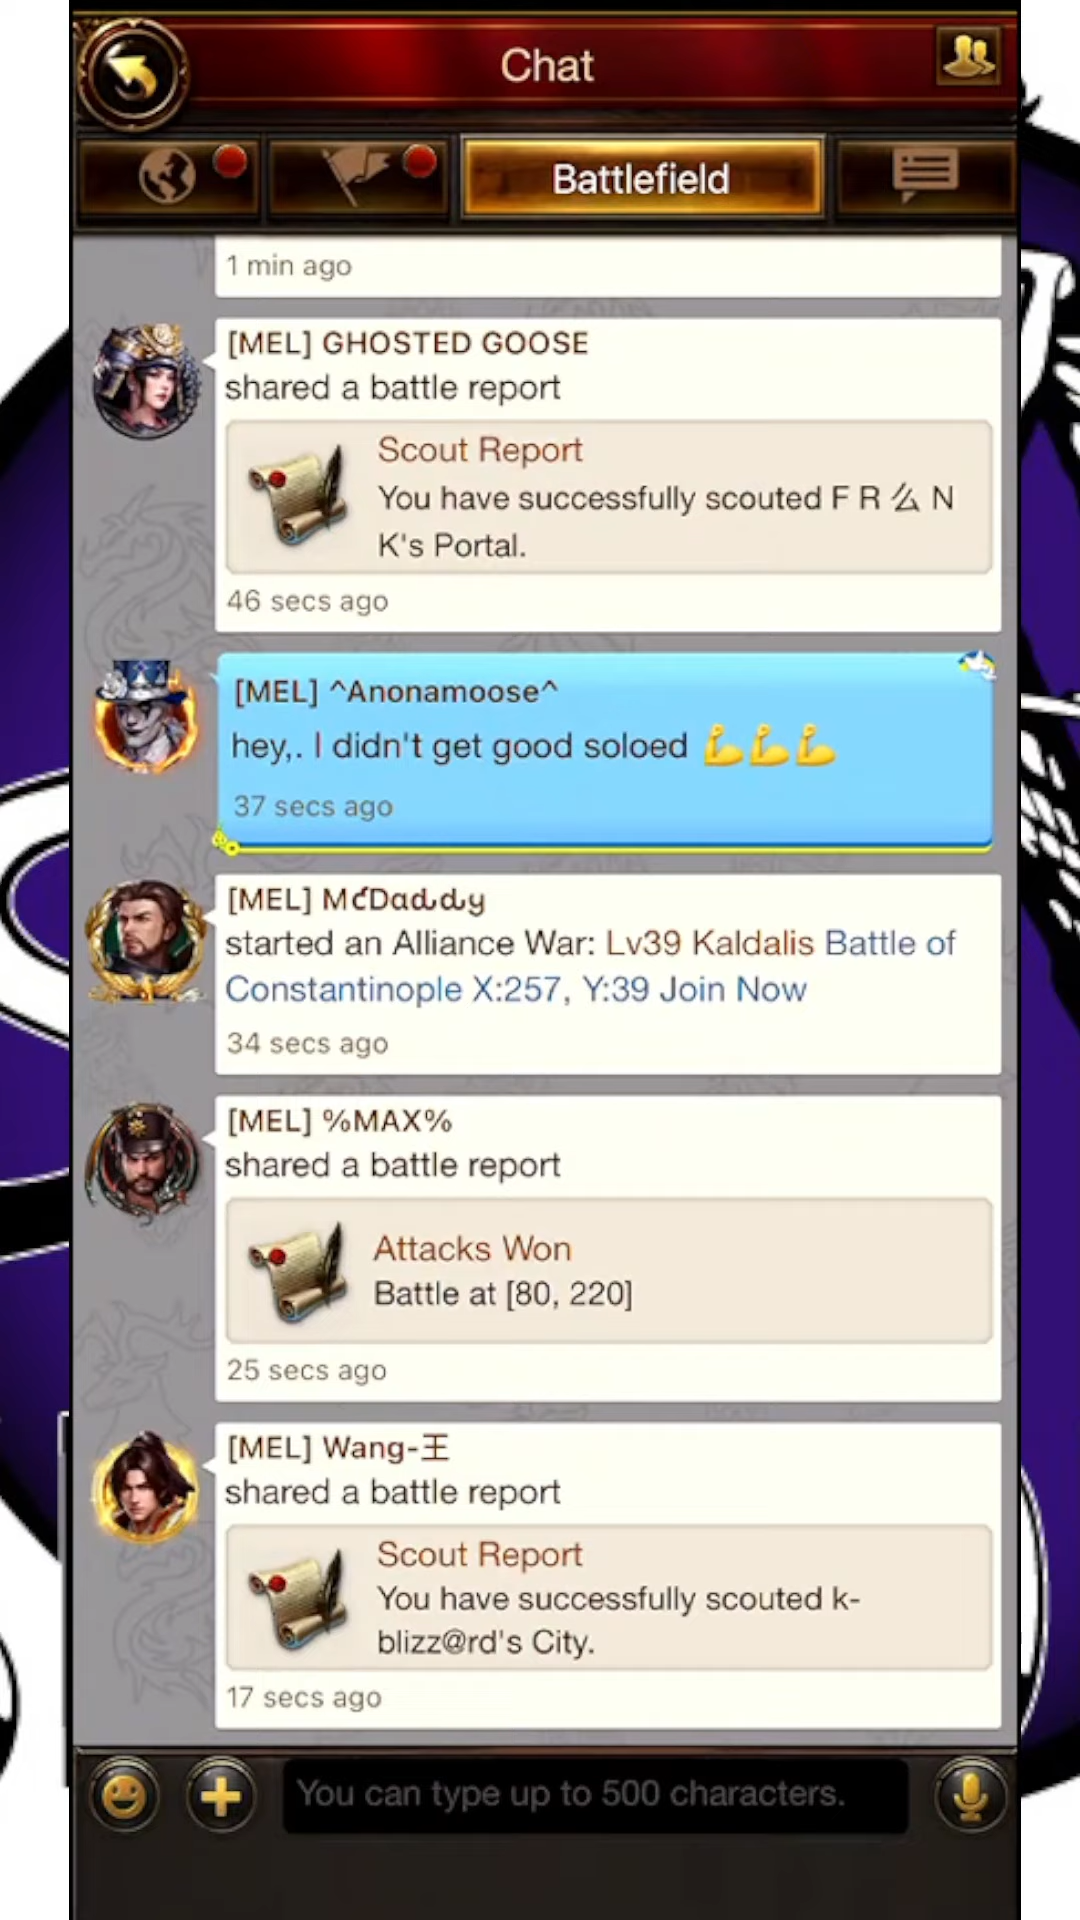 Chat
Battlefield
1 min ago
[MEL] GHOSTED GOOSE
shared a battle report
Scout Report
You have successfully scouted F R 厶 N
K's Portal.
46 secs ago
[MEL] ^Anonamoose^
hey,. I didn't get good soloed 💪💪💪
37 secs ago
[MEL] MƈDaԃԃy
started an Alliance War: Lv39 Kaldalis Battle of
Constantinople X:257, Y:39 Join Now
34 secs ago
[MEL] %MAX%
shared a battle report
Attacks Won
Battle at [80, 220]
25 secs ago
[MEL] Wang-王
shared a battle report
Scout Report
You have successfully scouted k-
blizz@rd's City.
17 secs ago
You can type up to 500 characters.